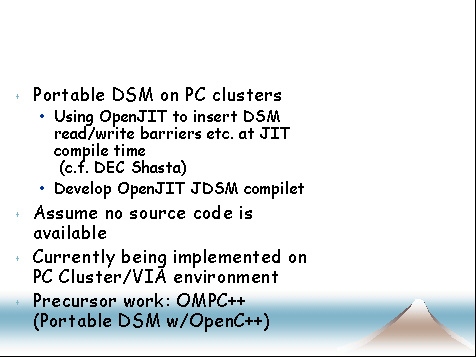 Portable DSM on PC clusters
• Using OpenJIT to insert DSM
read/write barriers etc. at JIT
compile time
(c.f. DEC Shasta)
• Develop OpenJIT JDSM compilet
Assume no source code is
available
Currently being implemented on
PC Cluster/VIA environment
Precursor work: OMPC++
(Portable DSM w/OpenC++)